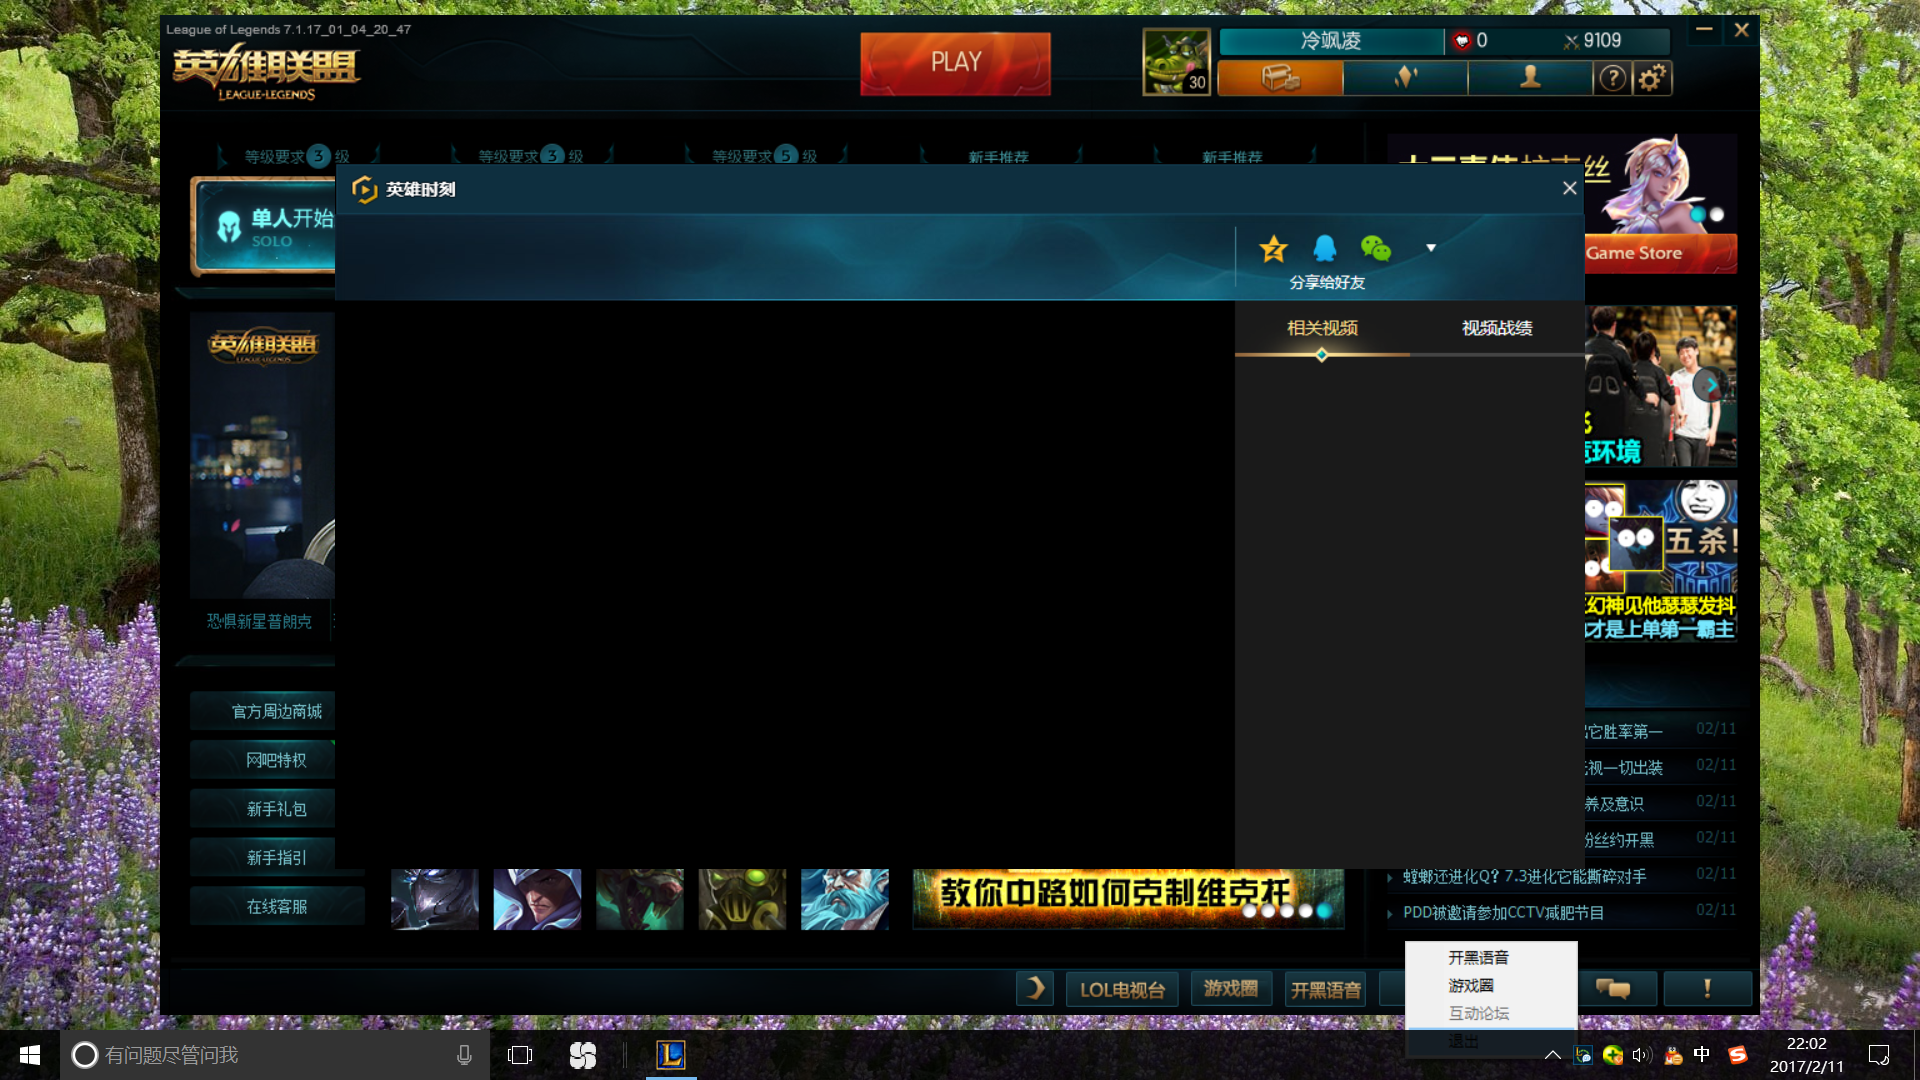 League of Legends 7.1.17_01_04_20_47
英雄联盟
LEAGUE OF LEGENDS
PLAY
30
冷飒凌
0
9109
?
等级要求 3 级
等级要求 3 级
等级要求 5 级
新手推荐
新手推荐
单人开始
SOLO
英雄时刻
分享给好友
相关视频
视频战绩
Game Store
英雄联盟
LEAGUE OF LEGENDS
环境
五杀!
幻神见他瑟瑟发抖
才是上单第一霸主
恐惧新星普朗克
官方周边商城
网吧特权
新手礼包
新手指引
在线客服
它胜率第一
02/11
视一切出装
02/11
养及意识
02/11
丝约开黑
02/11
螳螂还进化Q? 7.3进化它能撕碎对手
02/11
PDD被邀请参加CCTV减肥节目
02/11
教你中路如何克制维克托
LOL电视台
游戏圈
开黑语音
!
开黑语音
游戏圈
互动论坛
退出
有问题尽管问我
中
22:02
2017/2/11